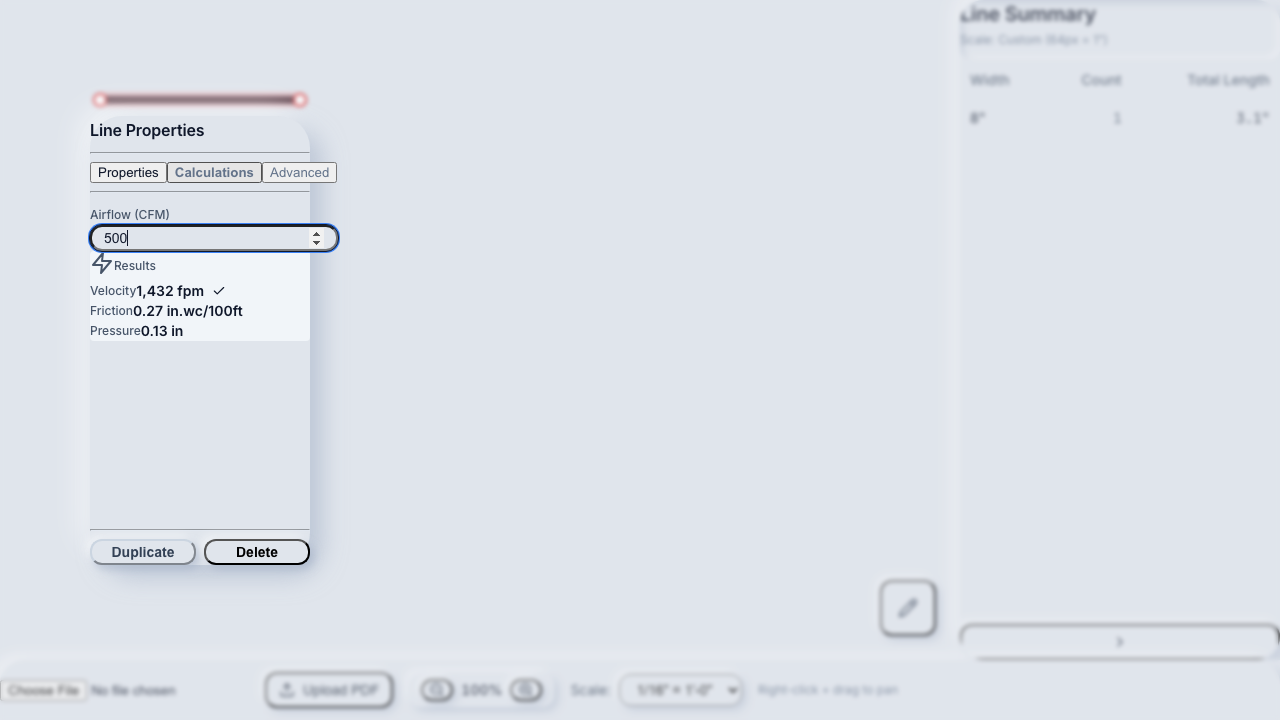 Line Summary
Scale: Custom (64px = 1")
Width Count Total Length
8" 1 3.1"
Line Properties
Properties Calculations Advanced
Airflow (CFM)
500
Results
Velocity 1,432 fpm ✓
Friction 0.27 in.wc/100ft
Pressure 0.13 in
Duplicate Delete
Choose File No file chosen Upload PDF 100% Scale: 1/16" = 1'-0" Right-click + drag to pan